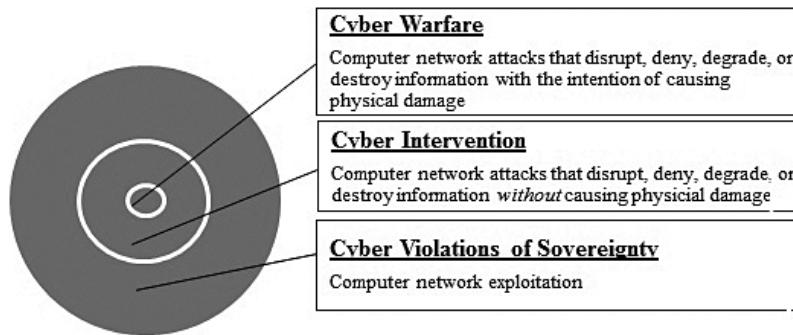 Cyber Warfare
Computer network attacks that disrupt, deny, degrade, or
destroy information with the intention of causing
physical damage
Cyber Intervention
Computer network attacks that disrupt, deny, degrade, or
destroy information without causing physicial damage
Cyber Violations of Sovereignty
Computer network exploitation